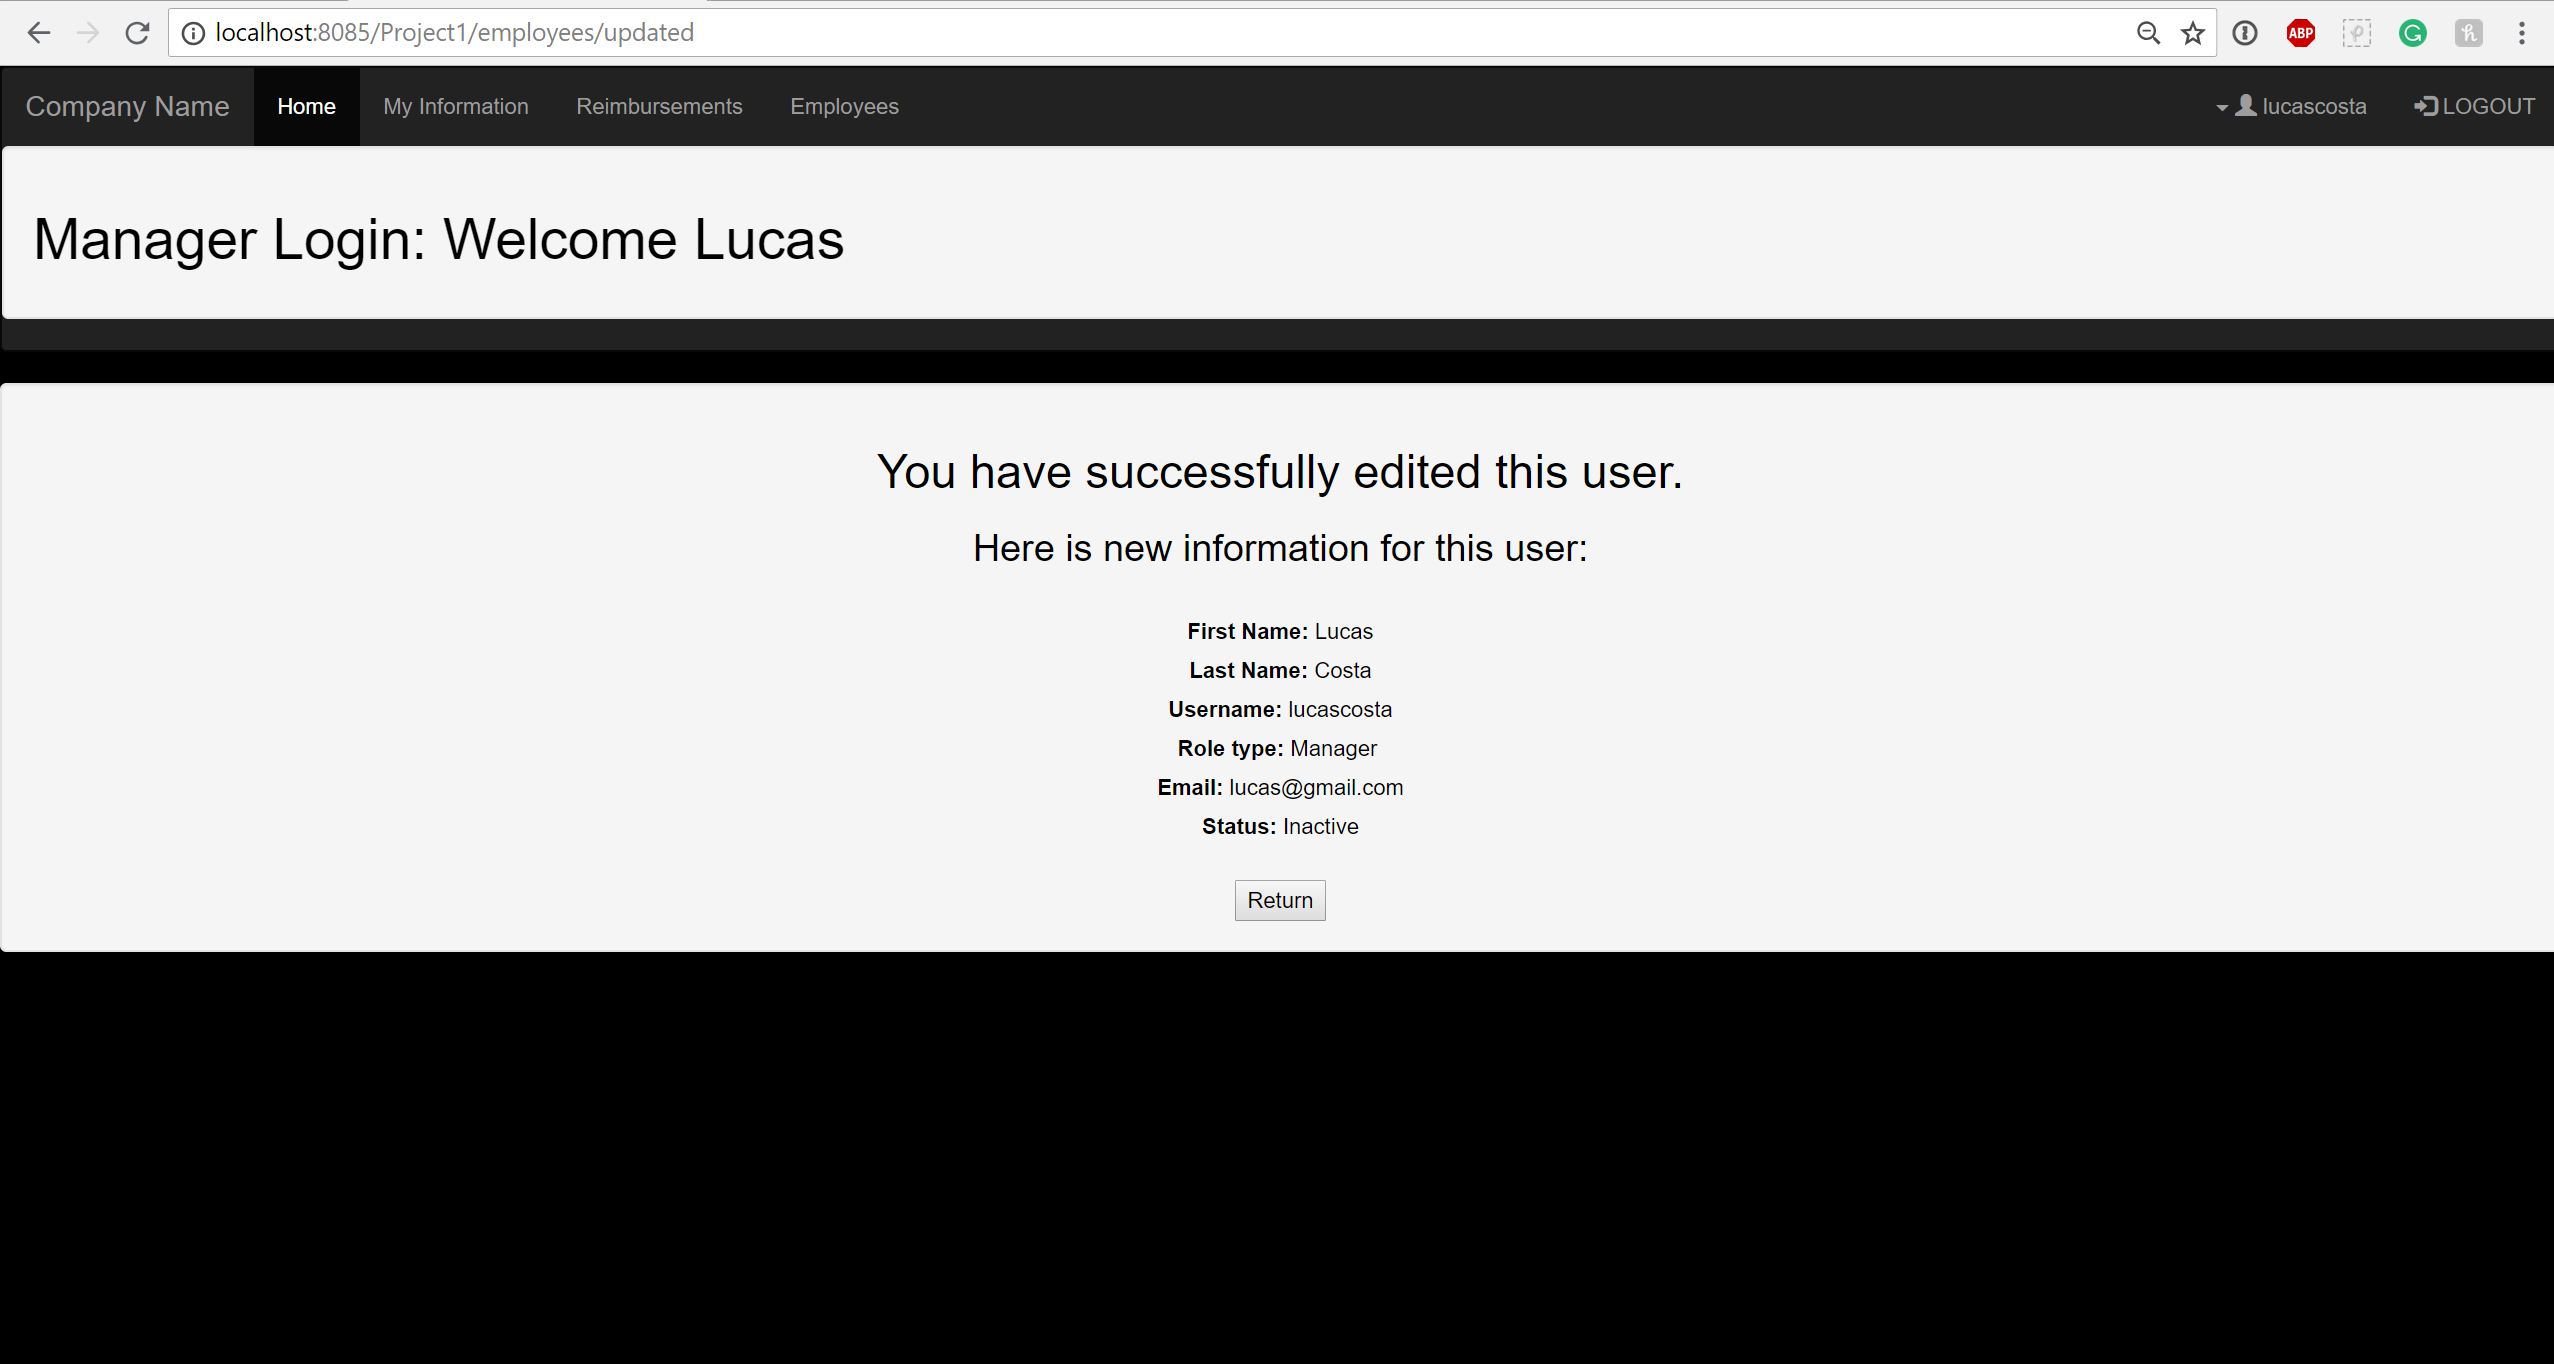 localhost:8085/Project1/employees/updated
ABP
Company Name Home My Information Reimbursements Employees lucascosta LOGOUT
Manager Login: Welcome Lucas
You have successfully edited this user.
Here is new information for this user:
First Name: Lucas
Last Name: Costa
Username: lucascosta
Role type: Manager
Email: lucas@gmail.com
Status: Inactive
Return